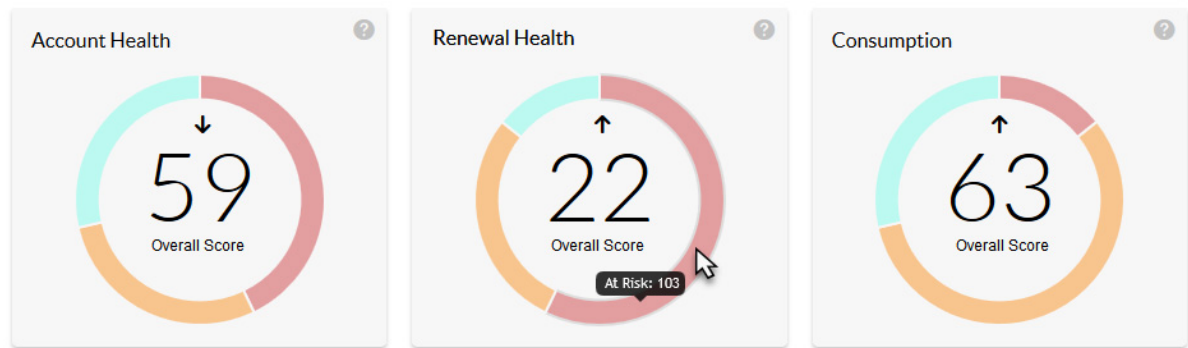 Account Health
?
↓
59
Overall Score
Renewal Health
?
↑
22
Overall Score
At Risk: 103
Consumption
?
↑
63
Overall Score